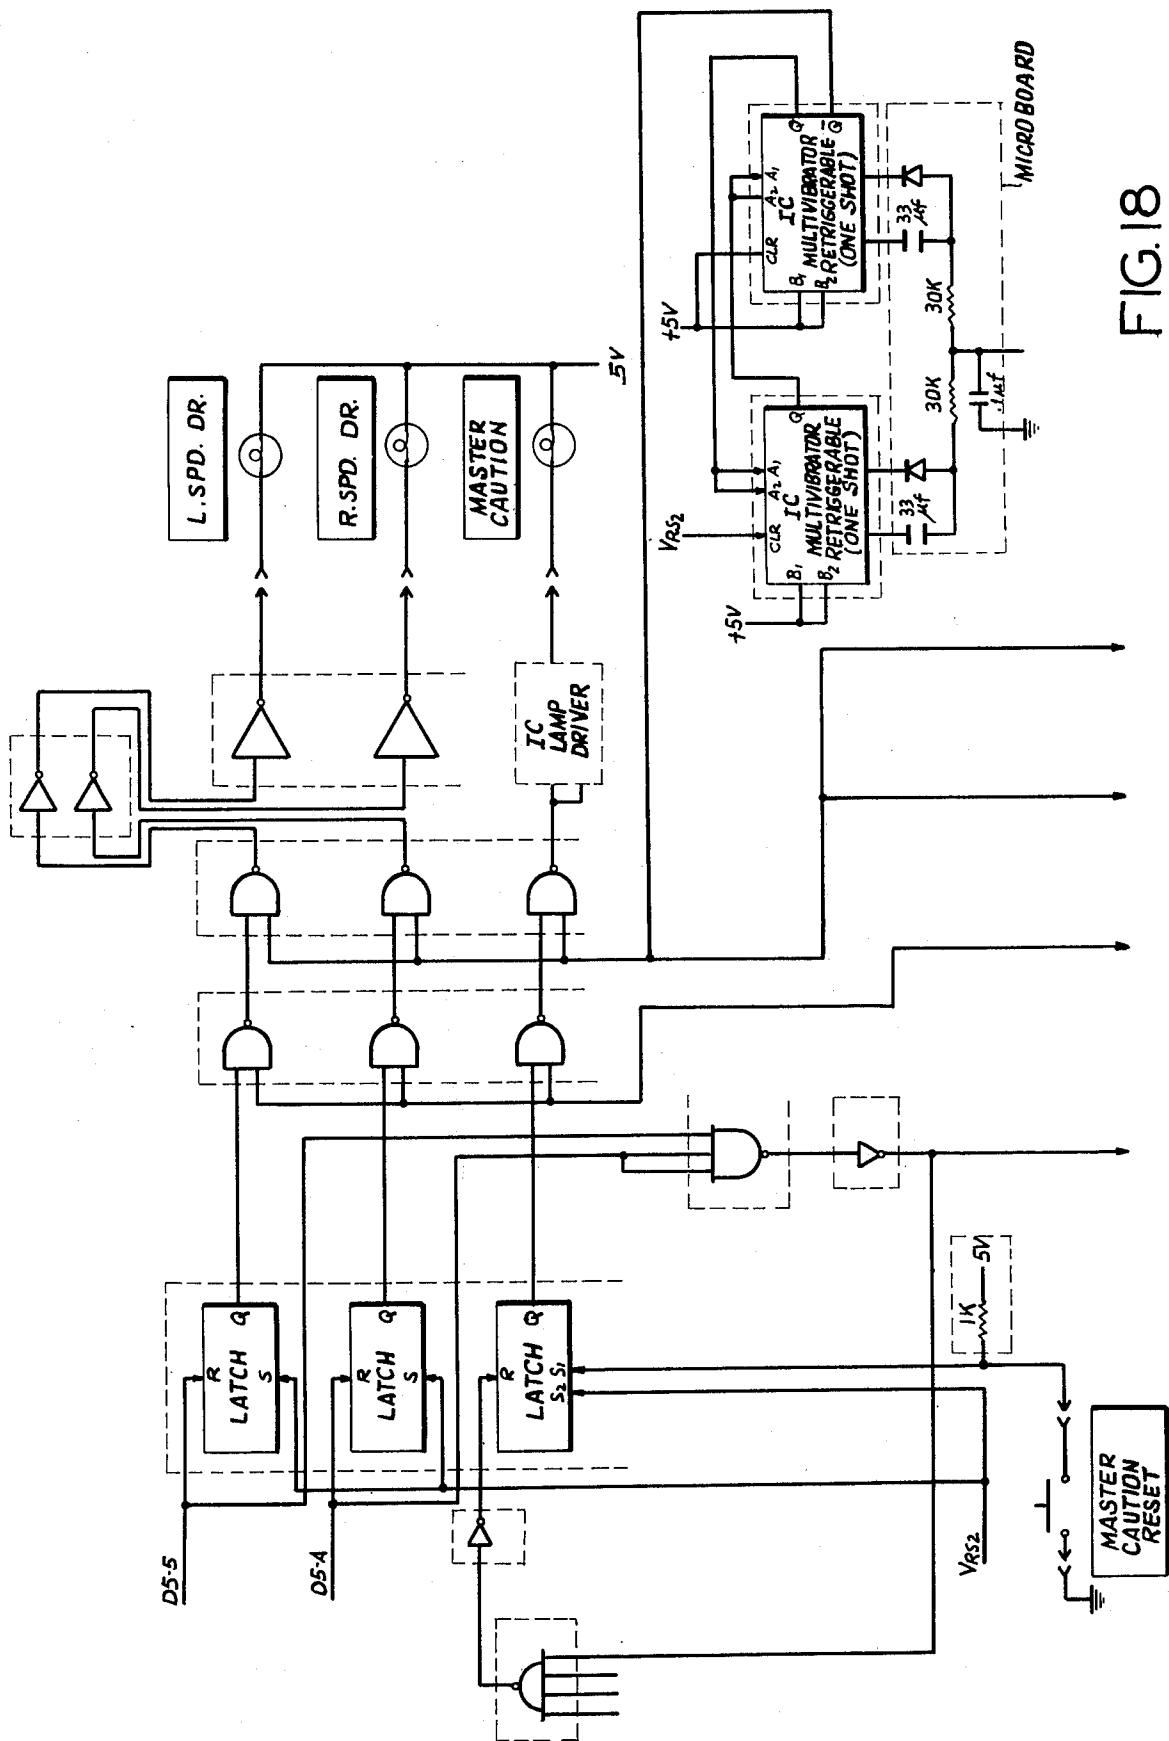 L. SPD. DR.
R. SPD. DR.
MASTER
CAUTION
5V
IC
LAMP
DRIVER
LATCH
R
S
Q
LATCH
R
S
Q
LATCH
R
S2 S1
Q
D5-5
D5-4
VRS2
1K
5V
MASTER
CAUTION
RESET
+5V
VRS2
CLR
A2 A1
B1
B2
IC
MULTIVIBRATOR
RETRIGGERABLE
(ONE SHOT)
Q
+5V
CLR
A2 A1
B1
B2
IC
MULTIVIBRATOR
RETRIGGERABLE
(ONE SHOT)
Q
Q̅
33
μf
30K
30K
33
μf
.1μf
MICRO BOARD
FIG. 18